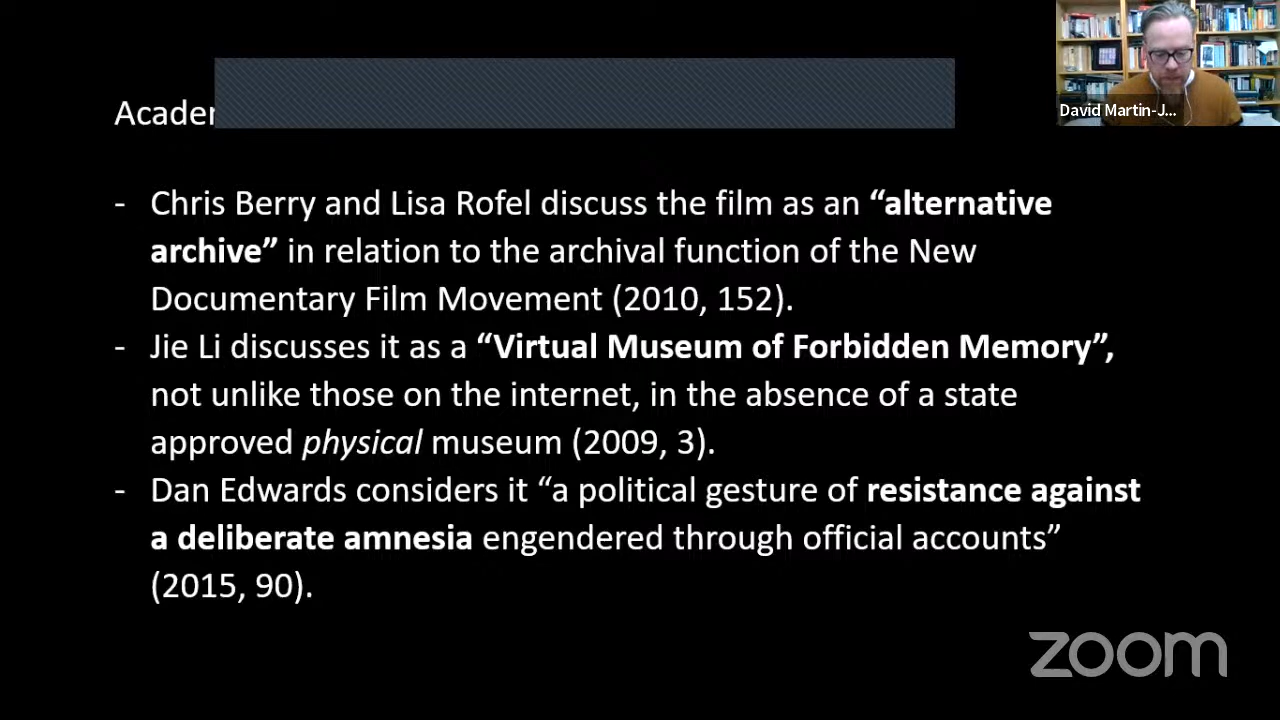 David Martin-J...
- Chris Berry and Lisa Rofel discuss the film as an “alternative
archive” in relation to the archival function of the New
Documentary Film Movement (2010, 152).
- Jie Li discusses it as a “Virtual Museum of Forbidden Memory”,
not unlike those on the internet, in the absence of a state
approved physical museum (2009, 3).
- Dan Edwards considers it “a political gesture of resistance against
a deliberate amnesia engendered through official accounts”
(2015, 90).
zoom